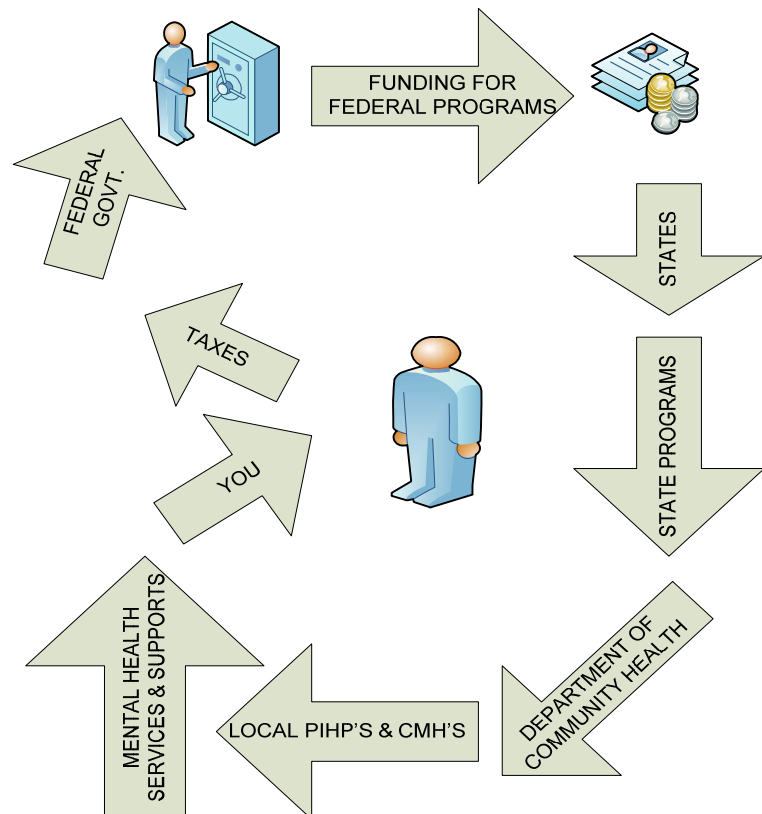 FUNDING FOR
FEDERAL PROGRAMS
STATES
STATE PROGRAMS
DEPARTMENT OF
COMMUNITY HEALTH
LOCAL PIHP'S & CMH'S
MENTAL HEALTH
SERVICES & SUPPORTS
YOU
TAXES
FEDERAL
GOVT.